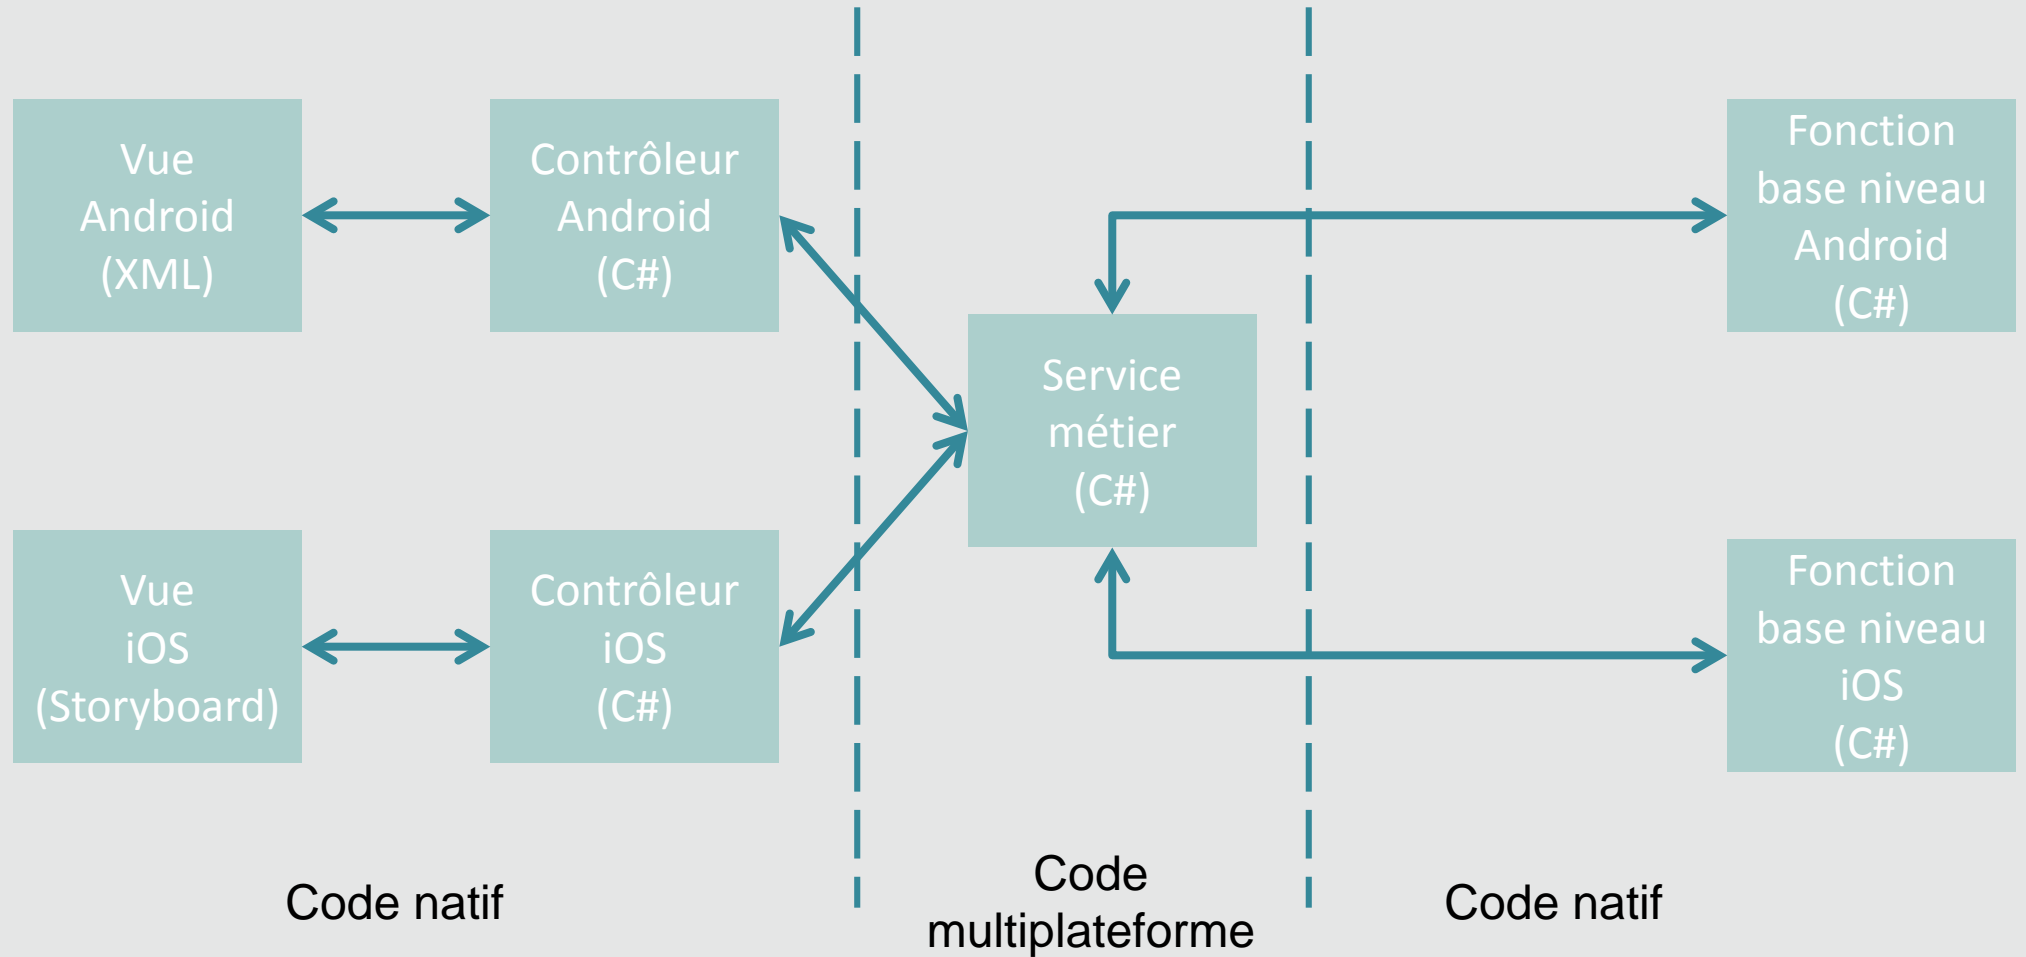 Vue
Android
(XML)
Contrôleur
Android
(C#)
Fonction
base niveau
Android
(C#)
Service
métier
(C#)
Vue
iOS
(Storyboard)
Contrôleur
iOS
(C#)
Fonction
base niveau
iOS
(C#)
Code natif
Code
multiplateforme
Code natif